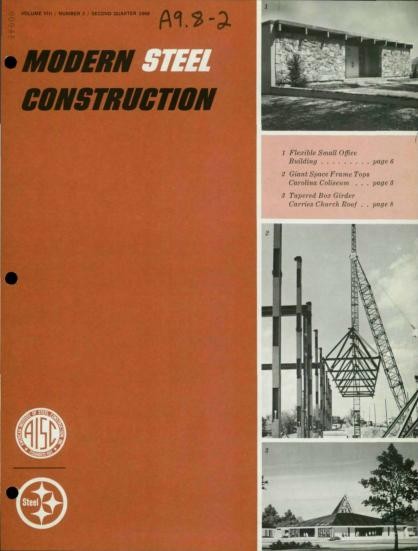 VOLUME VIII / NUMBER 2 / SECOND QUARTER 1968
A9.8-2
MODERN STEEL
CONSTRUCTION
1
1 Flexible Small Office
Building . . . . . . . . . page 6
2 Giant Space Frame Tops
Carolina Coliseum . . . page 3
3 Tapered Box Girder
Carries Church Roof . . page 8
2
3
AISC
Steel